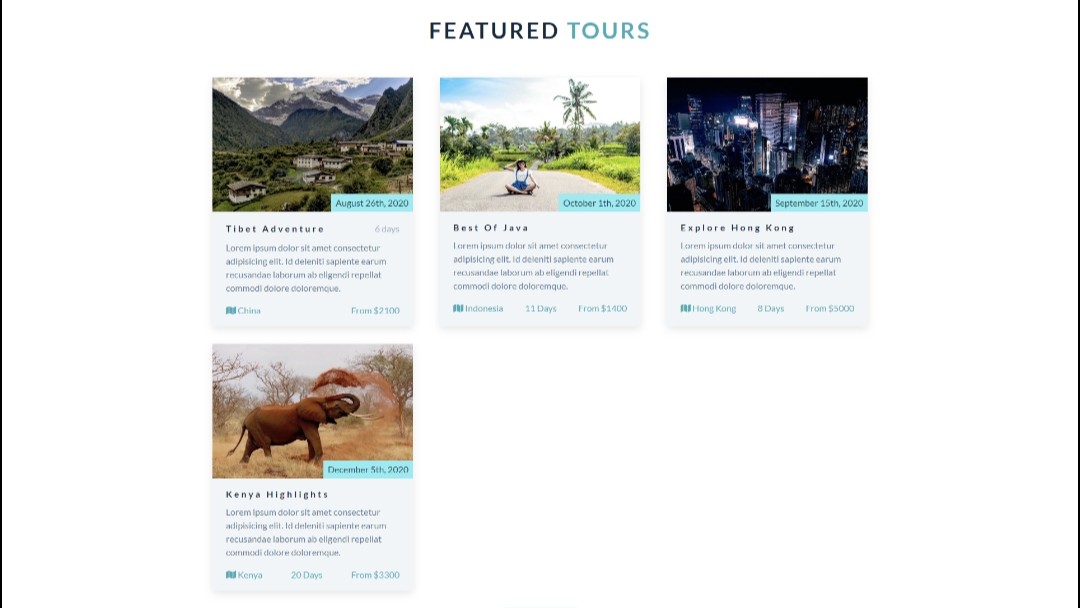 FEATURED TOURS
August 26th, 2020
Tibet Adventure 6 days
Lorem ipsum dolor sit amet consectetur
adipisicing elit. Id deleniti sapiente earum
recusandae laborum ab eligendi repellat
commodi dolore doloremque.
China From $2100
October 1th, 2020
Best Of Java
Lorem ipsum dolor sit amet consectetur
adipisicing elit. Id deleniti sapiente earum
recusandae laborum ab eligendi repellat
commodi dolore doloremque.
Indonesia 11 Days From $1400
September 15th, 2020
Explore Hong Kong
Lorem ipsum dolor sit amet consectetur
adipisicing elit. Id deleniti sapiente earum
recusandae laborum ab eligendi repellat
commodi dolore doloremque.
Hong Kong 8 Days From $5000
December 5th, 2020
Kenya Highlights
Lorem ipsum dolor sit amet consectetur
adipisicing elit. Id deleniti sapiente earum
recusandae laborum ab eligendi repellat
commodi dolore doloremque.
Kenya 20 Days From $3300